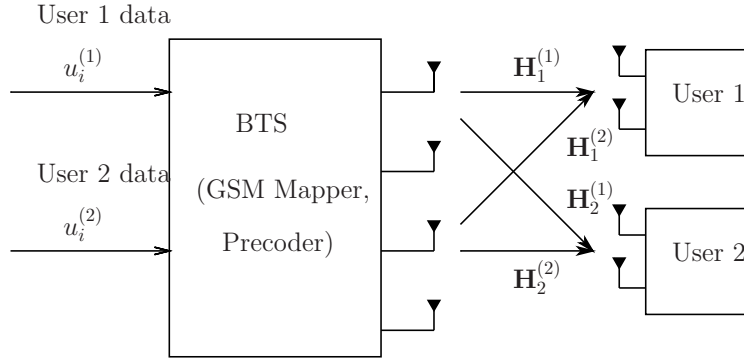 User 1 data
u_i^{(1)}
User 2 data
u_i^{(2)}
BTS
(GSM Mapper,
Precoder)
H_1^{(1)}
H_1^{(2)}
H_2^{(1)}
H_2^{(2)}
User 1
User 2